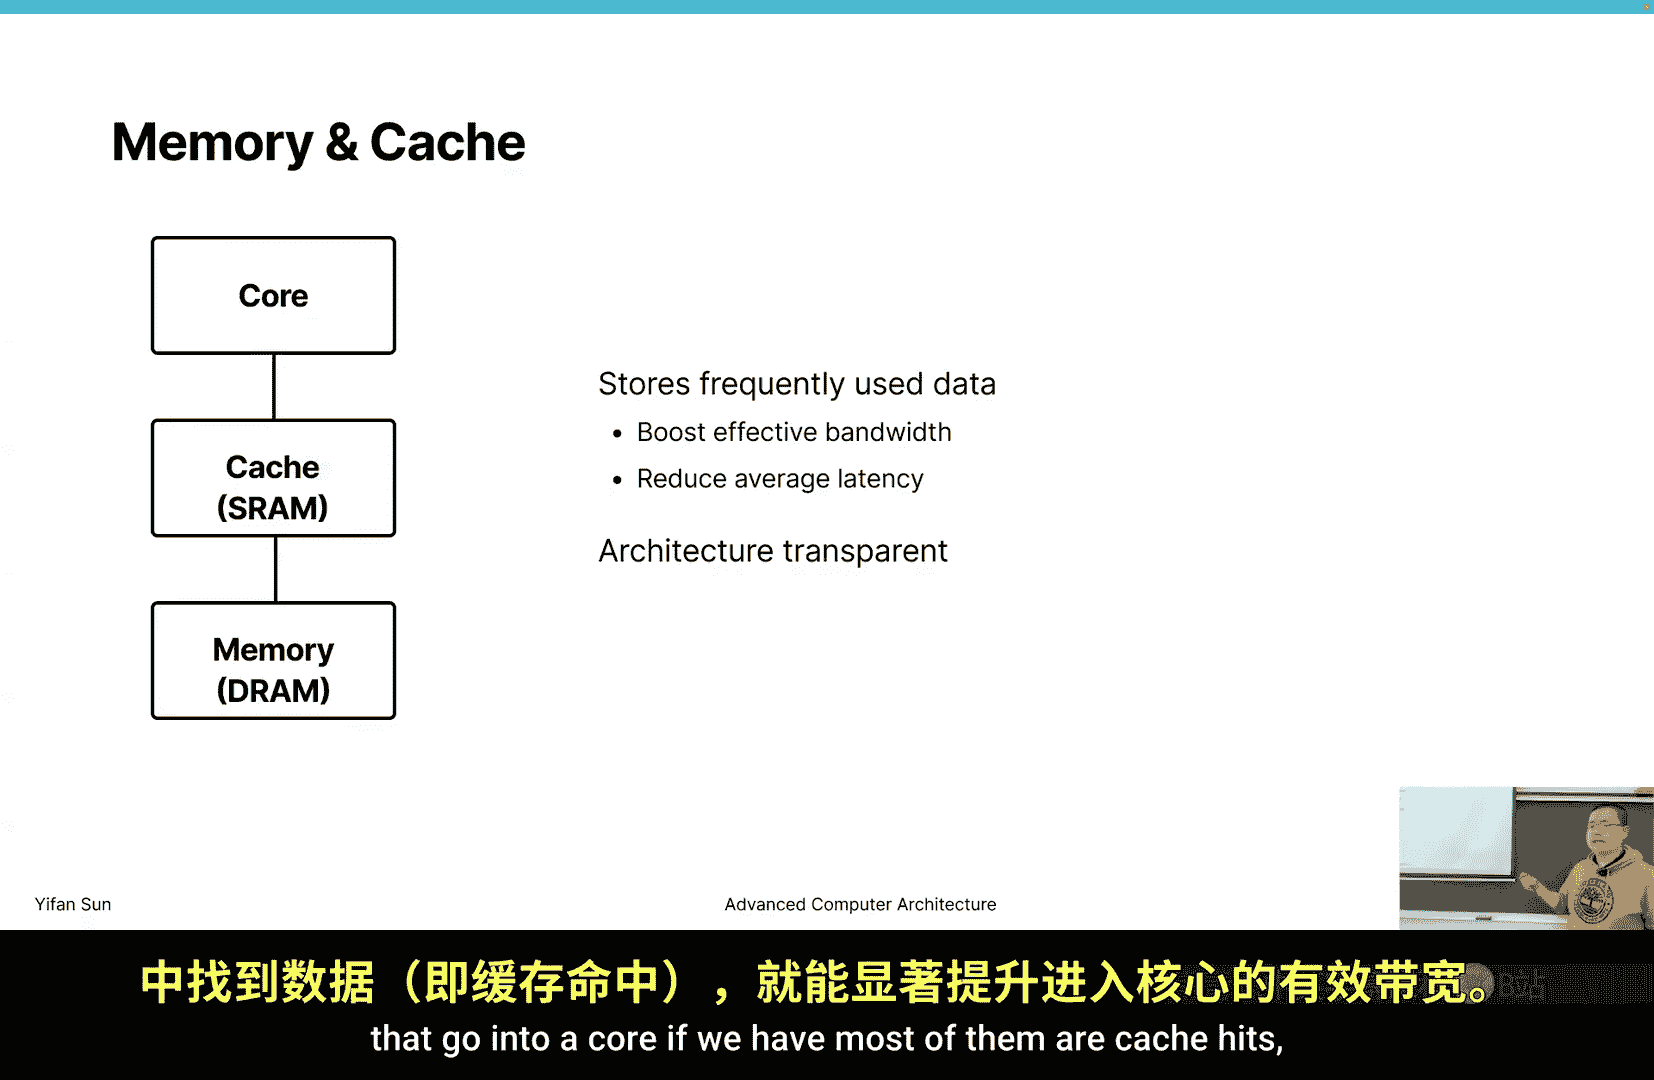 Memory & Cache
Core
Cache
(SRAM)
Memory
(DRAM)
Stores frequently used data
• Boost effective bandwidth
• Reduce average latency
Architecture transparent
Yifan Sun
Advanced Computer Architecture
中找到数据（即缓存命中），就能显著提升进入核心的有效带宽。
that go into a core if we have most of them are cache hits,